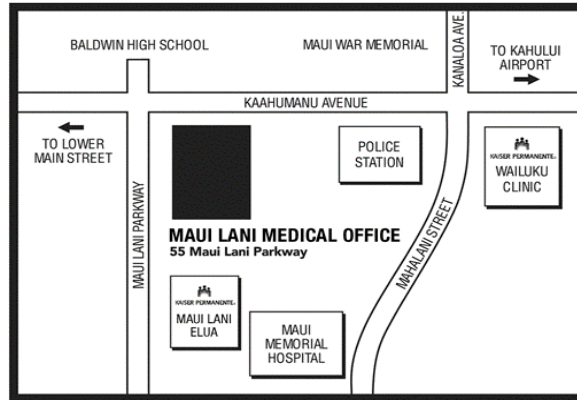 BALDWIN HIGH SCHOOL
MAUI WAR MEMORIAL
KANALOA AVE.
TO KAHULUI
AIRPORT
KAAHUMANU AVENUE
TO LOWER
MAIN STREET
POLICE
STATION
KAISER PERMANENTE®
WAILUKU
CLINIC
MAUI LANI PARKWAY
MAUI LANI MEDICAL OFFICE
55 Maui Lani Parkway
MAHALANI STREET
KAISER PERMANENTE®
MAUI LANI
ELUA
MAUI
MEMORIAL
HOSPITAL